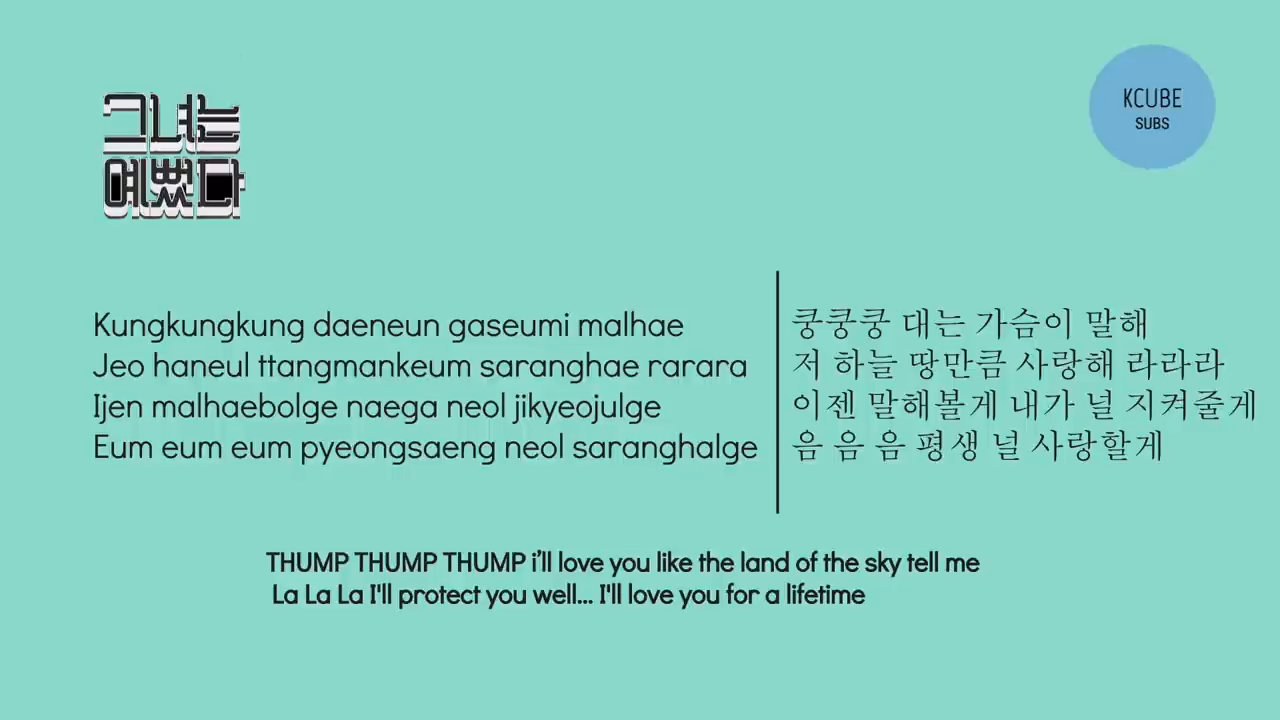 그녀는
예뻤다
KCUBE
SUBS
Kungkungkung daeneun gaseumi malhae
Jeo haneul ttangmankeum saranghae rarara
Ijen malhaebolge naega neol jikyeojulge
Eum eum eum pyeongsaeng neol saranghalge
쿵쿵쿵 대는 가슴이 말해
저 하늘 땅만큼 사랑해 라라라
이젠 말해볼게 내가 널 지켜줄게
음 음 음 평생 널 사랑할게
THUMP THUMP THUMP i'll love you like the land of the sky tell me
La La La I'll protect you well... I'll love you for a lifetime